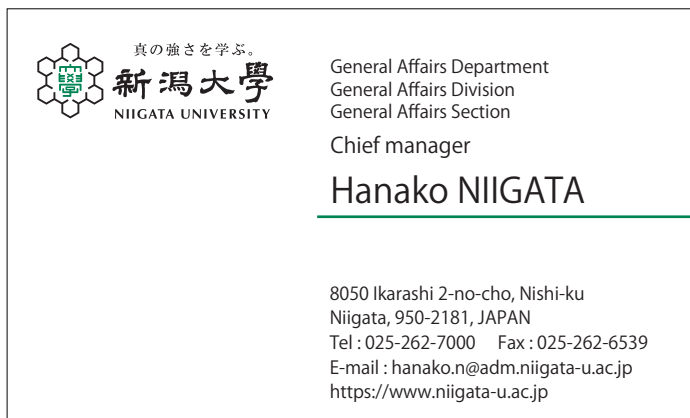 真の強さを学ぶ。
新潟大學
NIIGATA UNIVERSITY
General Affairs Department
General Affairs Division
General Affairs Section
Chief manager
Hanako NIIGATA
8050 Ikarashi 2-no-cho, Nishi-ku
Niigata, 950-2181, JAPAN
Tel : 025-262-7000 Fax : 025-262-6539
E-mail : hanako.n@adm.niigata-u.ac.jp
https://www.niigata-u.ac.jp